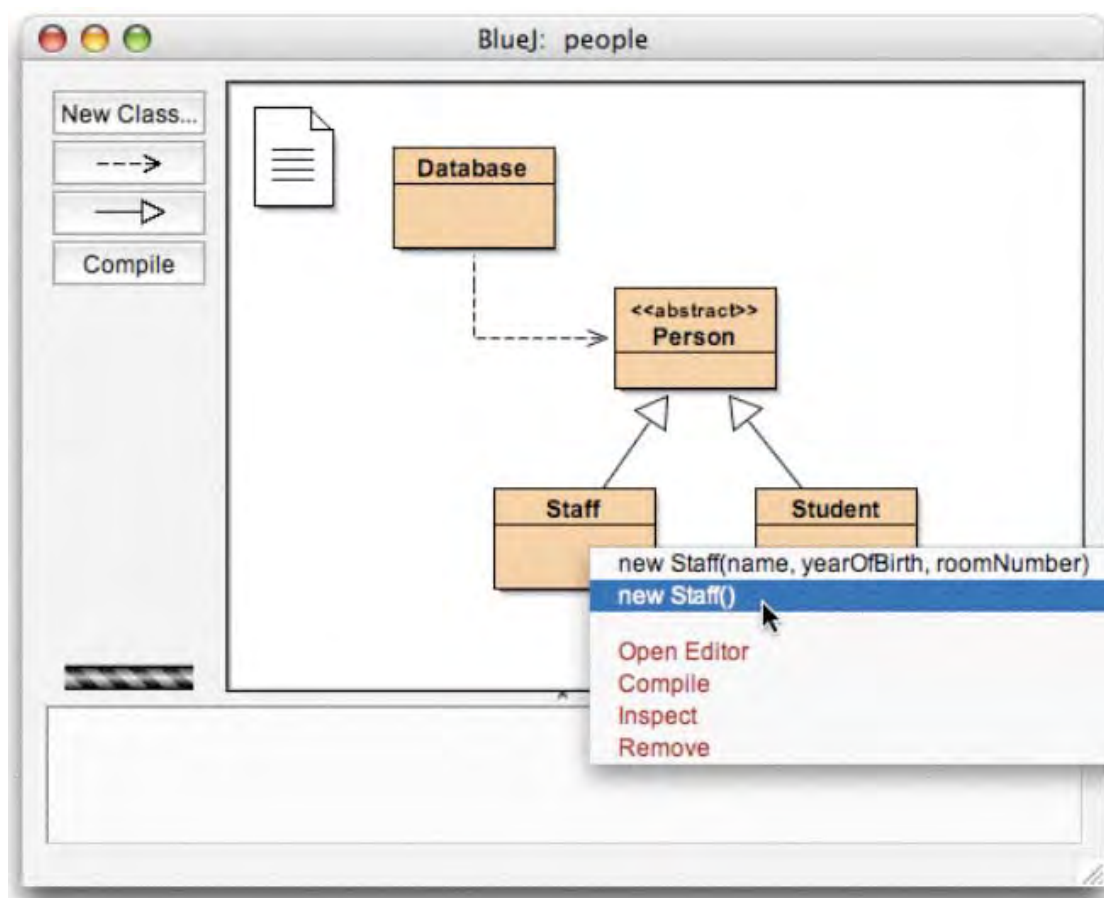 BlueJ: people
New Class...
Compile
Database
<<abstract>>
Person
Staff
Student
new Staff(name, yearOfBirth, roomNumber)
new Staff()
Open Editor
Compile
Inspect
Remove